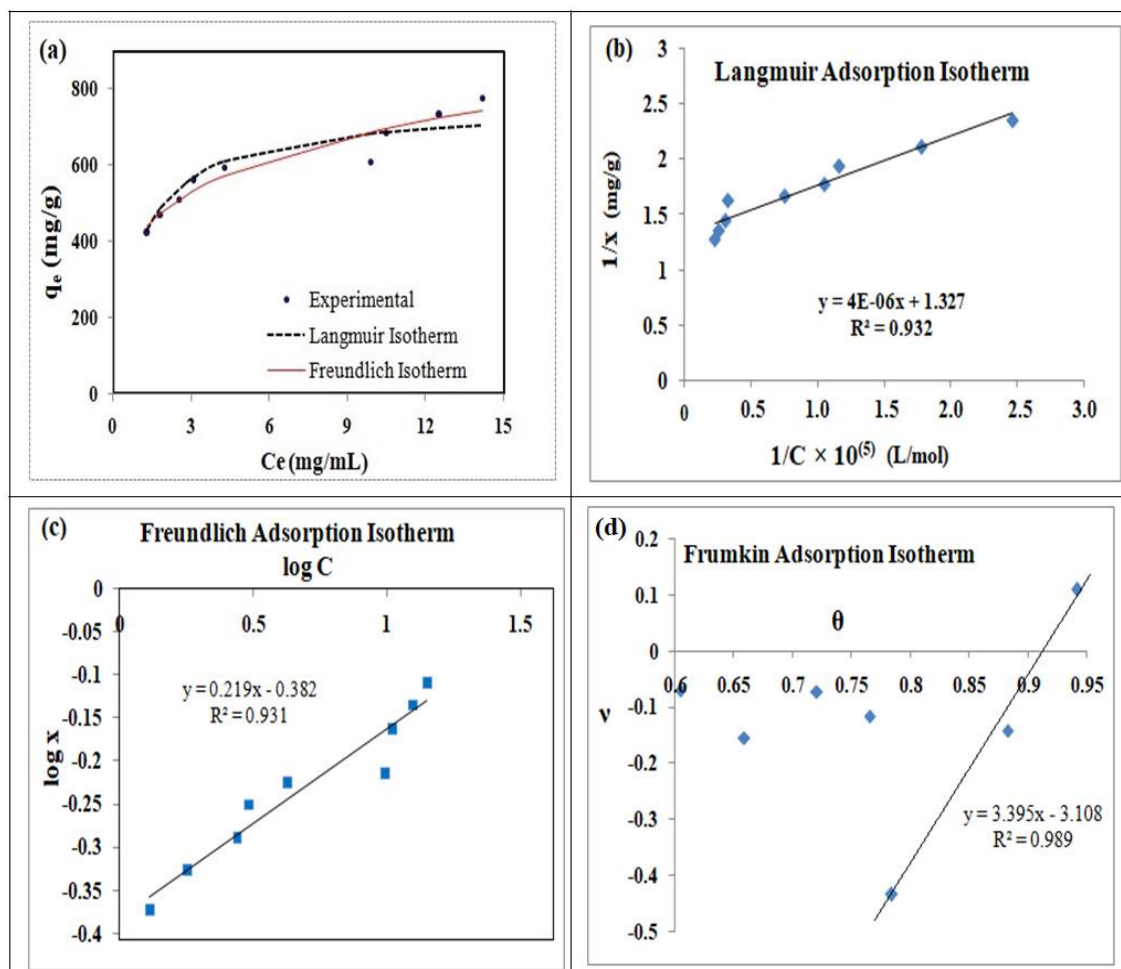 (a)
800
600
400
200
0
qe (mg/g)
Experimental
Langmuir Isotherm
Freundlich Isotherm
0 3 6 9 12 15
Ce (mg/mL)
(b)
Langmuir Adsorption Isotherm
3
2.5
2
1.5
1
0.5
0
1/x (mg/g)
y = 4E-06x + 1.327
R² = 0.932
0 0.5 1.0 1.5 2.0 2.5 3.0
1/C × 10⁽⁵⁾ (L/mol)
(c)
Freundlich Adsorption Isotherm
log C
0
-0.05
-0.1
-0.15
-0.2
-0.25
-0.3
-0.35
-0.4
0 0.5 1 1.5
log x
y = 0.219x - 0.382
R² = 0.931
(d)
Frumkin Adsorption Isotherm
0.2
0.1
0
-0.1
-0.2
-0.3
-0.4
-0.5
θ
0.6 0.65 0.7 0.75 0.8 0.85 0.9 0.95
ν
y = 3.395x - 3.108
R² = 0.989